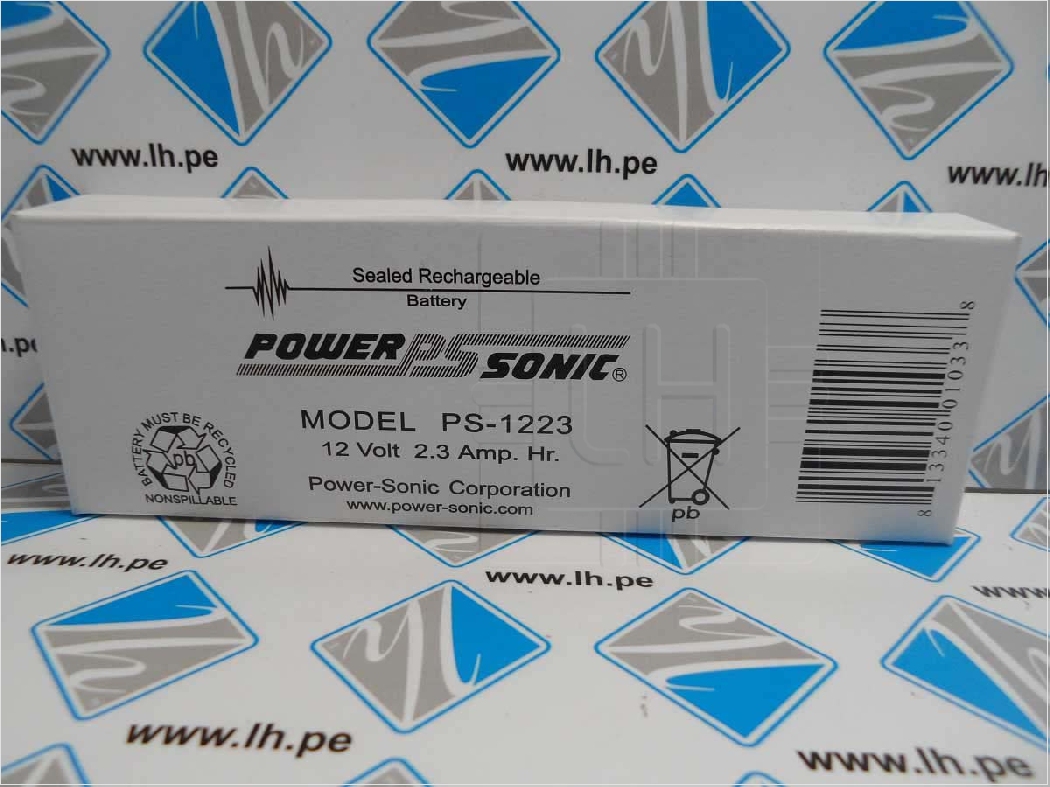 www.lh.pe
www.lh.pe
www.lh
Sealed Rechargeable
Battery
POWER PS SONIC®
MODEL PS-1223
12 Volt 2.3 Amp. Hr.
Power-Sonic Corporation
www.power-sonic.com
BATTERY MUST BE RECYCLED
pb
NONSPILLABLE
pb
8 13340 01033 8
LH
www.lh.pe
www.lh.pe
www
www.lh.pe
www.lh.pe